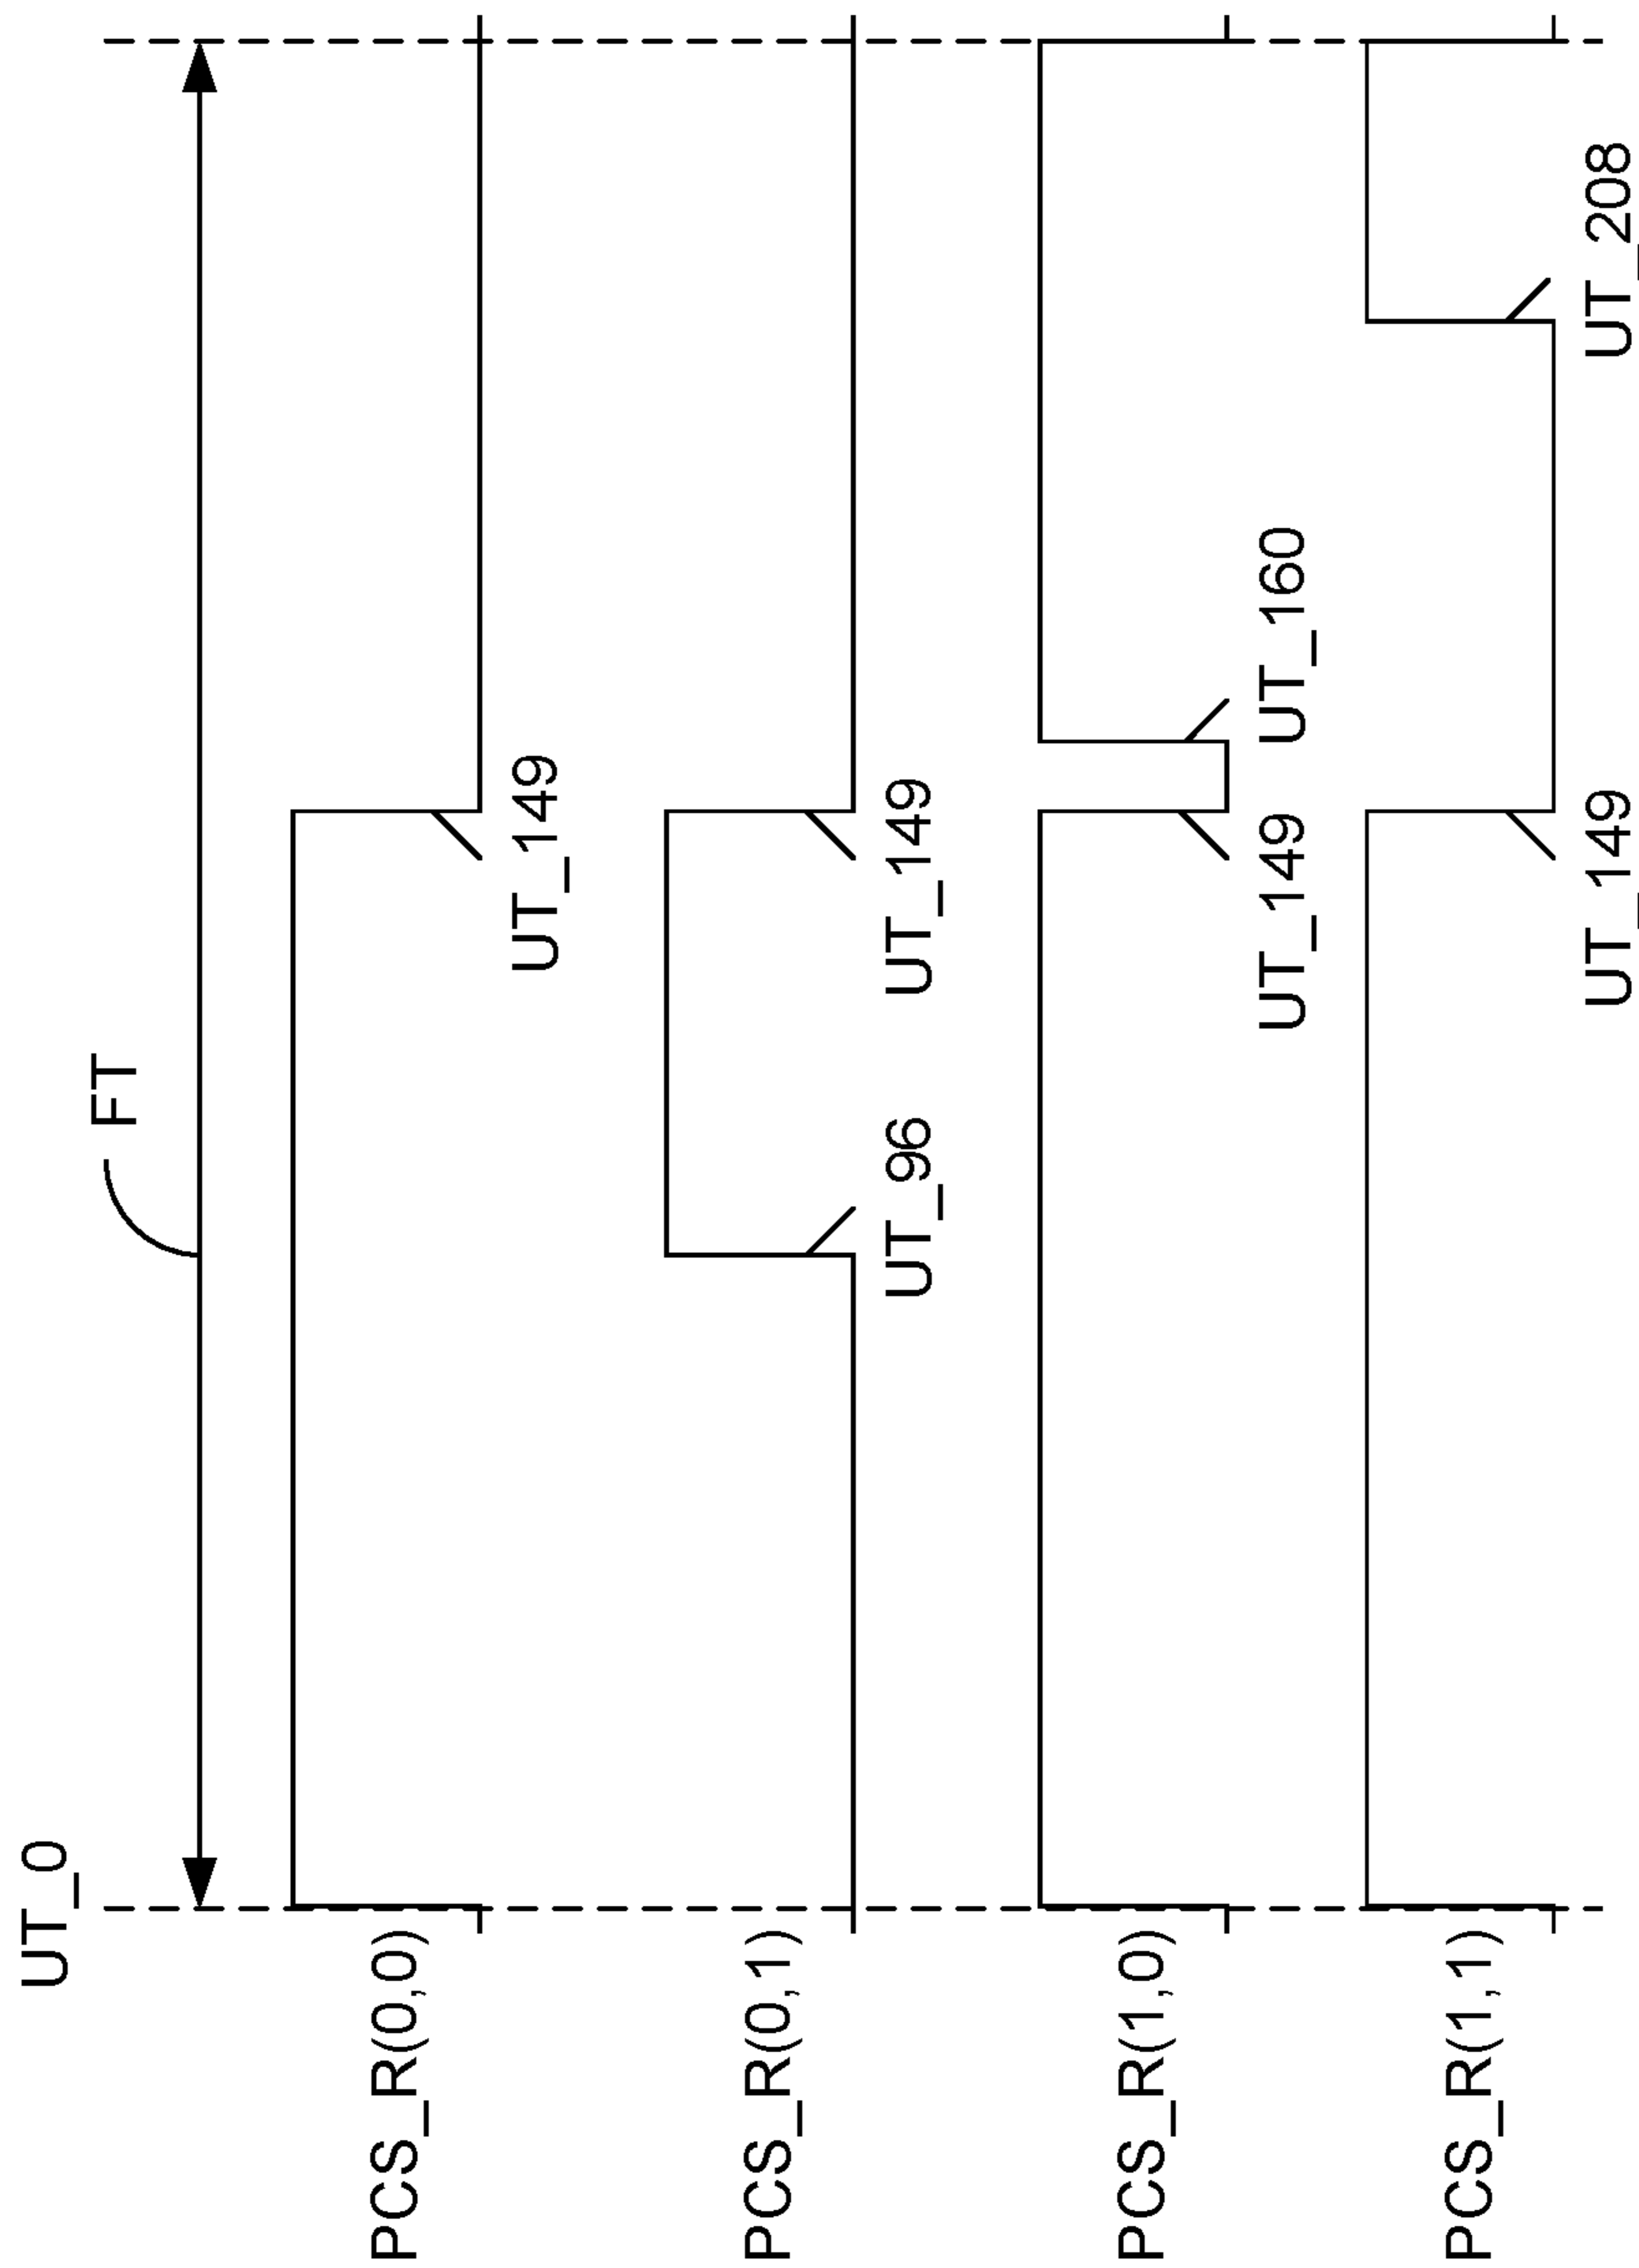 UT_0
FT
PCS_R(0,0)
UT_149
PCS_R(0,1)
UT_96
UT_149
PCS_R(1,0)
UT_149
UT_160
PCS_R(1,1)
UT_149
UT_208